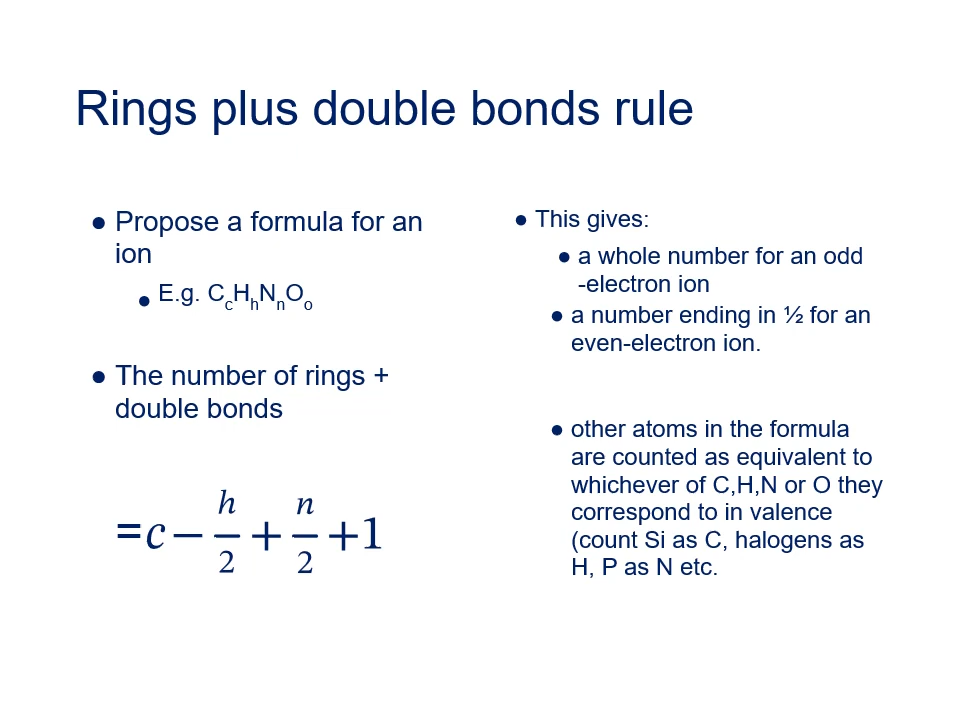 Rings plus double bonds rule
● Propose a formula for an
ion
● E.g. CcHhNnOo
● The number of rings +
double bonds
=c−h/2+n/2+1
● This gives:
● a whole number for an odd
-electron ion
● a number ending in ½ for an
even-electron ion.
● other atoms in the formula
are counted as equivalent to
whichever of C,H,N or O they
correspond to in valence
(count Si as C, halogens as
H, P as N etc.